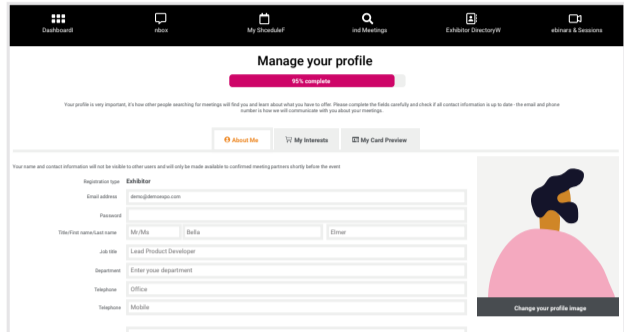 DashboardI nbox My ShceduleF ind Meetings Exhibitor DirectoryW ebinars & Sessions
Manage your profile
95% complete
Your profile is very important, it's how other people searching for meetings will find you and learn about what you have to offer. Please complete the fields carefully and check if all contact information is up to date - the email and phone
number is how we will communicate with you about your meetings.
About Me My Interests My Card Preview
Your name and contact information will not be visible to other users and will only be made available to confirmed meeting partners shortly before the event
Registration type Exhibitor
Email address demo@demoexpo.com
Password
Title/First name/Last name Mr/Ms Bella Elmer
Job title Lead Product Developer
Department Enter youe department
Telephone Office
Telephone Mobile
Change your profile image